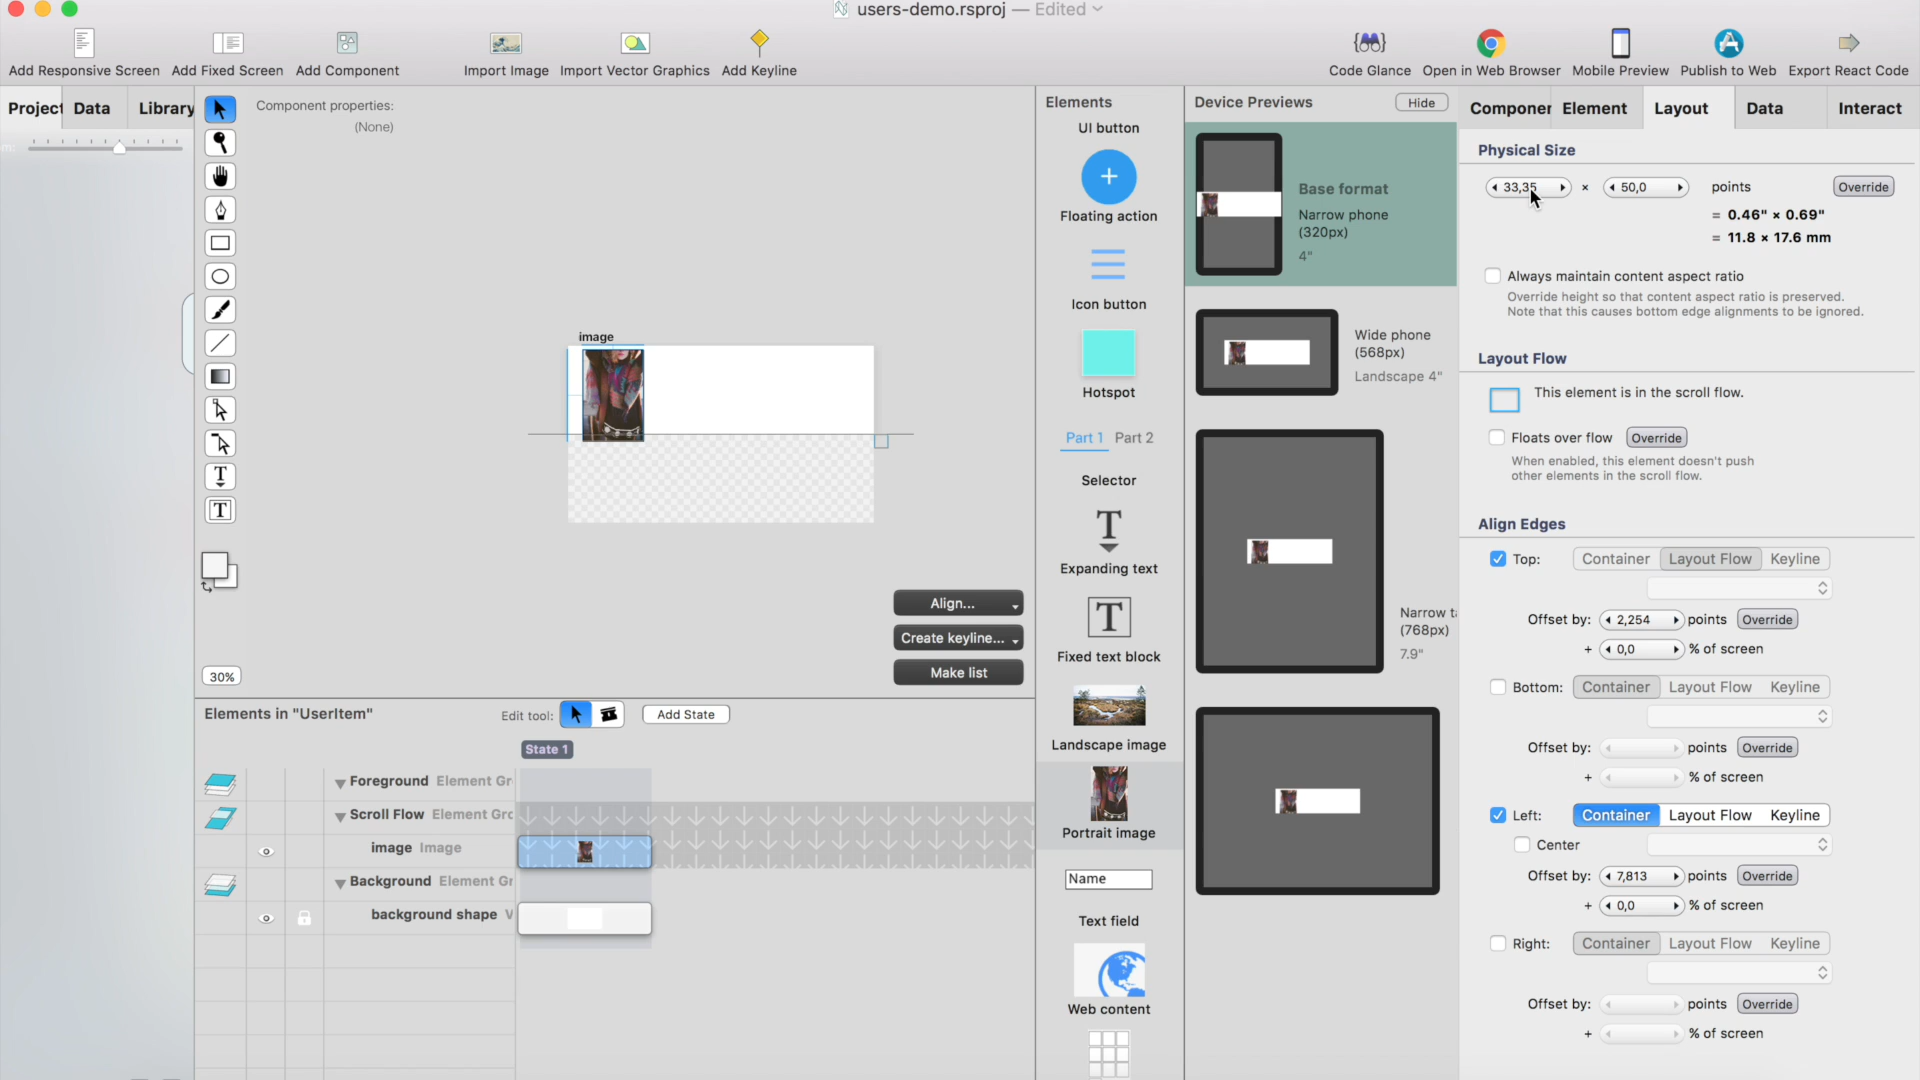 users-demo.rsproj — Edited
Add Responsive Screen
Add Fixed Screen
Add Component
Import Image
Import Vector Graphics
Add Keyline
Code Glance
Open in Web Browser
Mobile Preview
Publish to Web
Export React Code
Project
Data
Library
Component properties:
(None)
image
30%
Align...
Create keyline...
Make list
Elements
UI button
Floating action
Icon button
Hotspot
Part 1 Part 2
Selector
Expanding text
Fixed text block
Landscape image
Portrait image
Name
Text field
Web content
Device Previews
Hide
Base format
Narrow phone
(320px)
4"
Wide phone
(568px)
Landscape 4"
Narrow ta
(768px)
7.9"
Componen
Element
Layout
Data
Interact
Physical Size
33,35 × 50,0 points Override
= 0.46" × 0.69"
= 11.8 × 17.6 mm
Always maintain content aspect ratio
Override height so that content aspect ratio is preserved.
Note that this causes bottom edge alignments to be ignored.
Layout Flow
This element is in the scroll flow.
Floats over flow Override
When enabled, this element doesn't push
other elements in the scroll flow.
Align Edges
Top: Container Layout Flow Keyline
Offset by: 2,254 points Override
+ 0,0 % of screen
Bottom: Container Layout Flow Keyline
Offset by: points Override
+ % of screen
Left: Container Layout Flow Keyline
Center
Offset by: 7,813 points Override
+ 0,0 % of screen
Right: Container Layout Flow Keyline
Offset by: points Override
+ % of screen
Elements in "UserItem"
Edit tool:
Add State
State 1
Foreground Element Gr
Scroll Flow Element Gro
image Image
Background Element Gr
background shape V